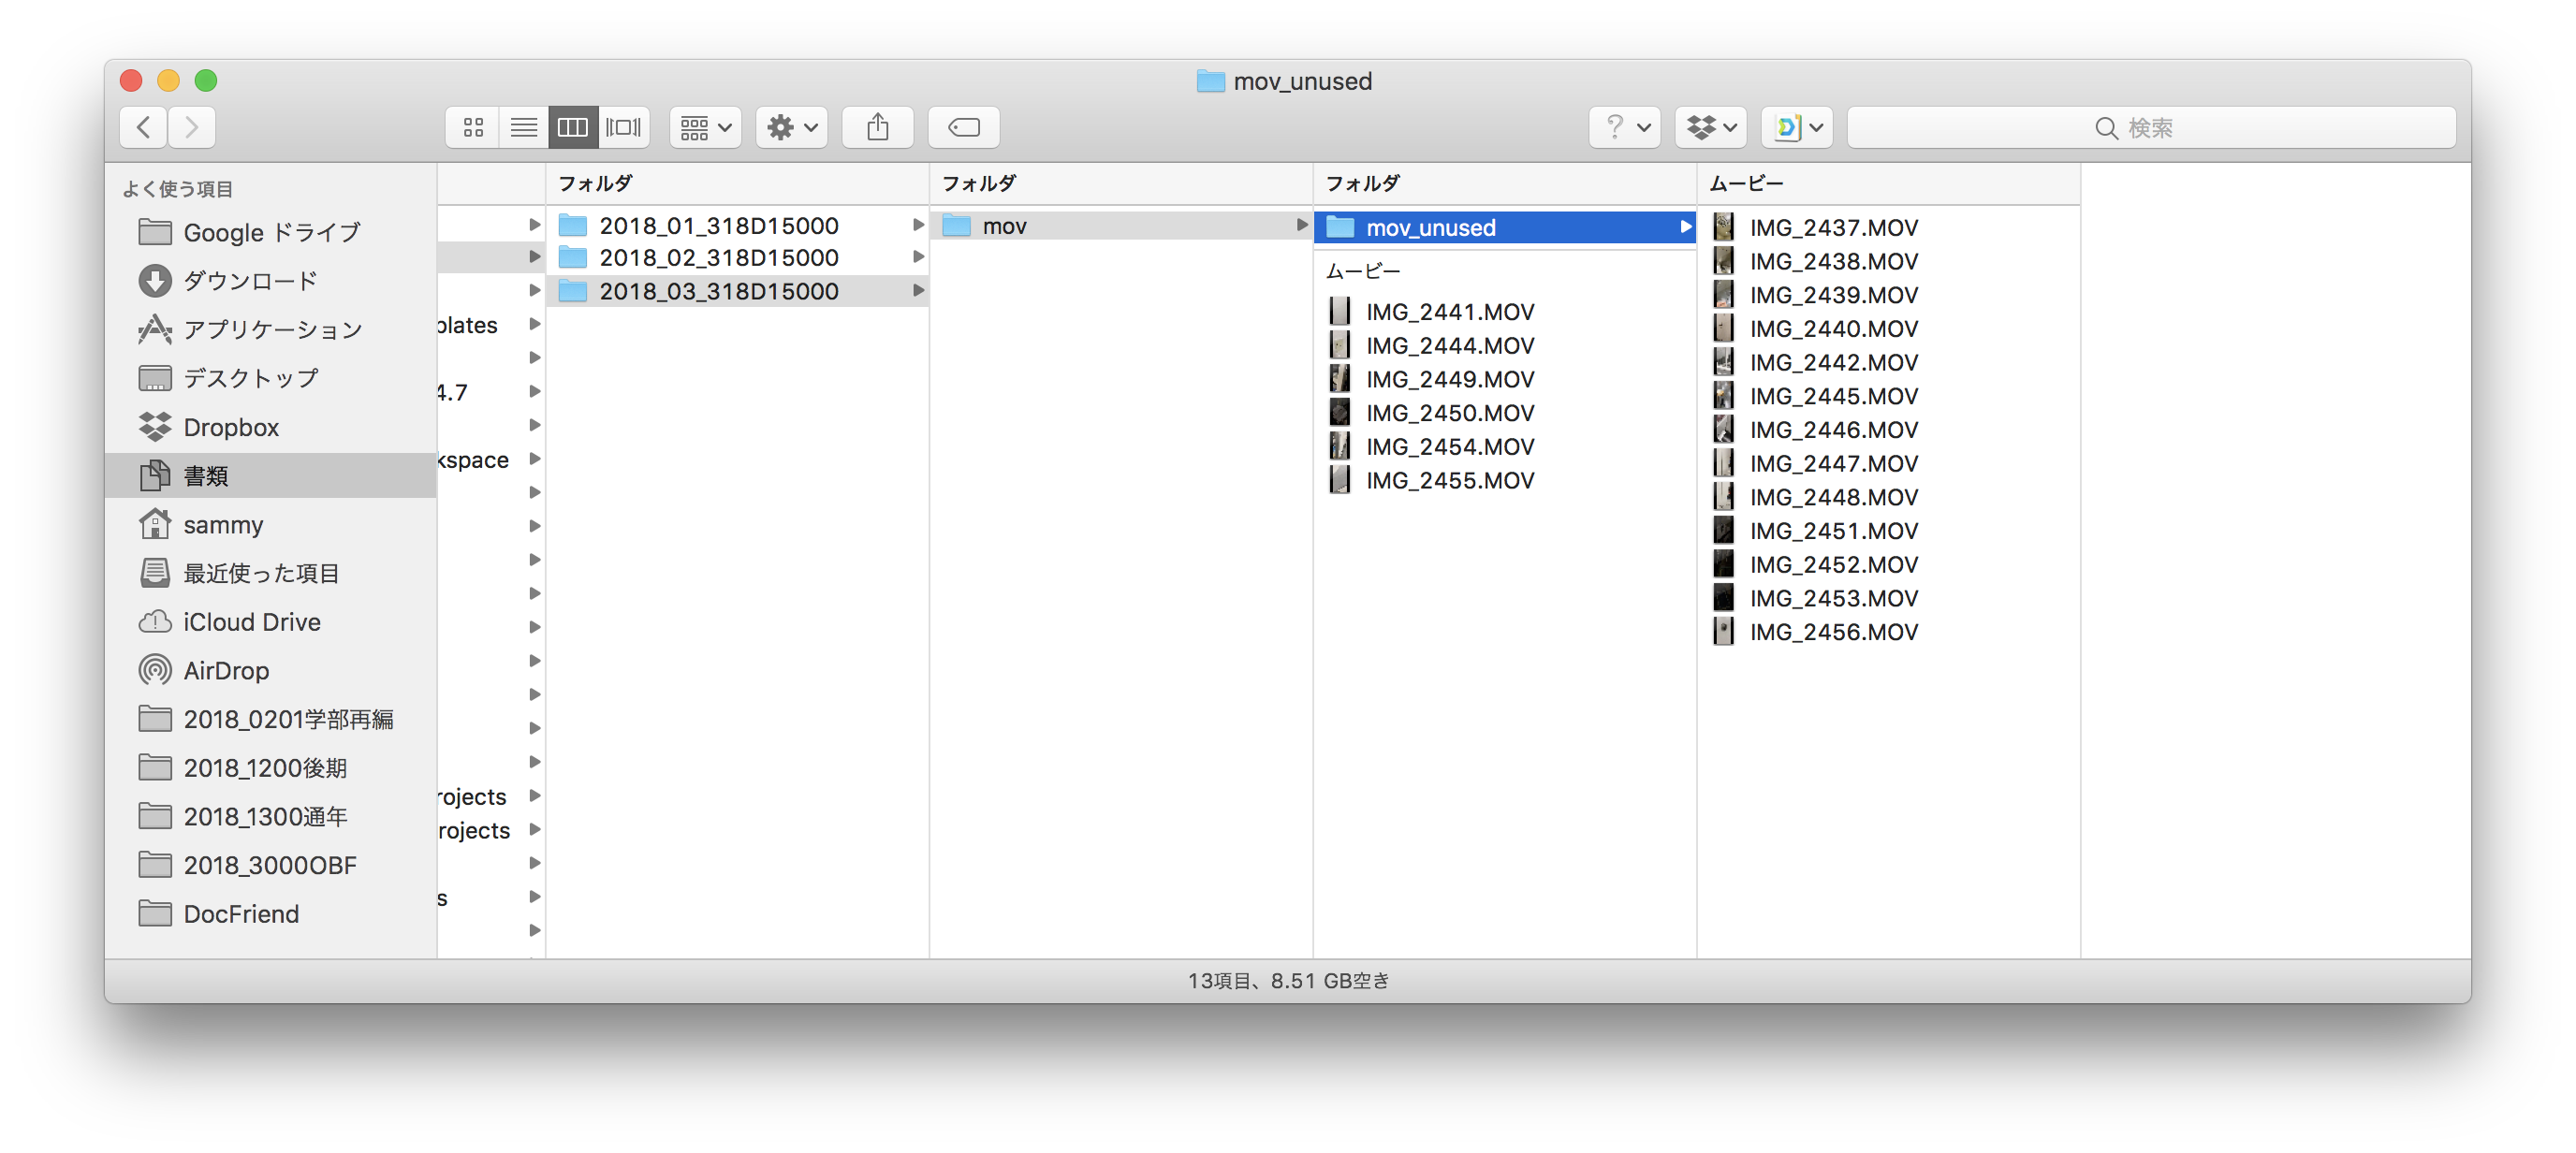 mov_unused
検索
よく使う項目
Google ドライブ
ダウンロード
アプリケーション
デスクトップ
Dropbox
書類
sammy
最近使った項目
iCloud Drive
AirDrop
2018_0201学部再編
2018_1200後期
2018_1300通年
2018_3000OBF
DocFriend
plates
4.7
kspace
rojects
rojects
s
フォルダ
2018_01_318D15000
2018_02_318D15000
2018_03_318D15000
フォルダ
mov
フォルダ
mov_unused
ムービー
IMG_2441.MOV
IMG_2444.MOV
IMG_2449.MOV
IMG_2450.MOV
IMG_2454.MOV
IMG_2455.MOV
ムービー
IMG_2437.MOV
IMG_2438.MOV
IMG_2439.MOV
IMG_2440.MOV
IMG_2442.MOV
IMG_2445.MOV
IMG_2446.MOV
IMG_2447.MOV
IMG_2448.MOV
IMG_2451.MOV
IMG_2452.MOV
IMG_2453.MOV
IMG_2456.MOV
13項目、8.51 GB空き